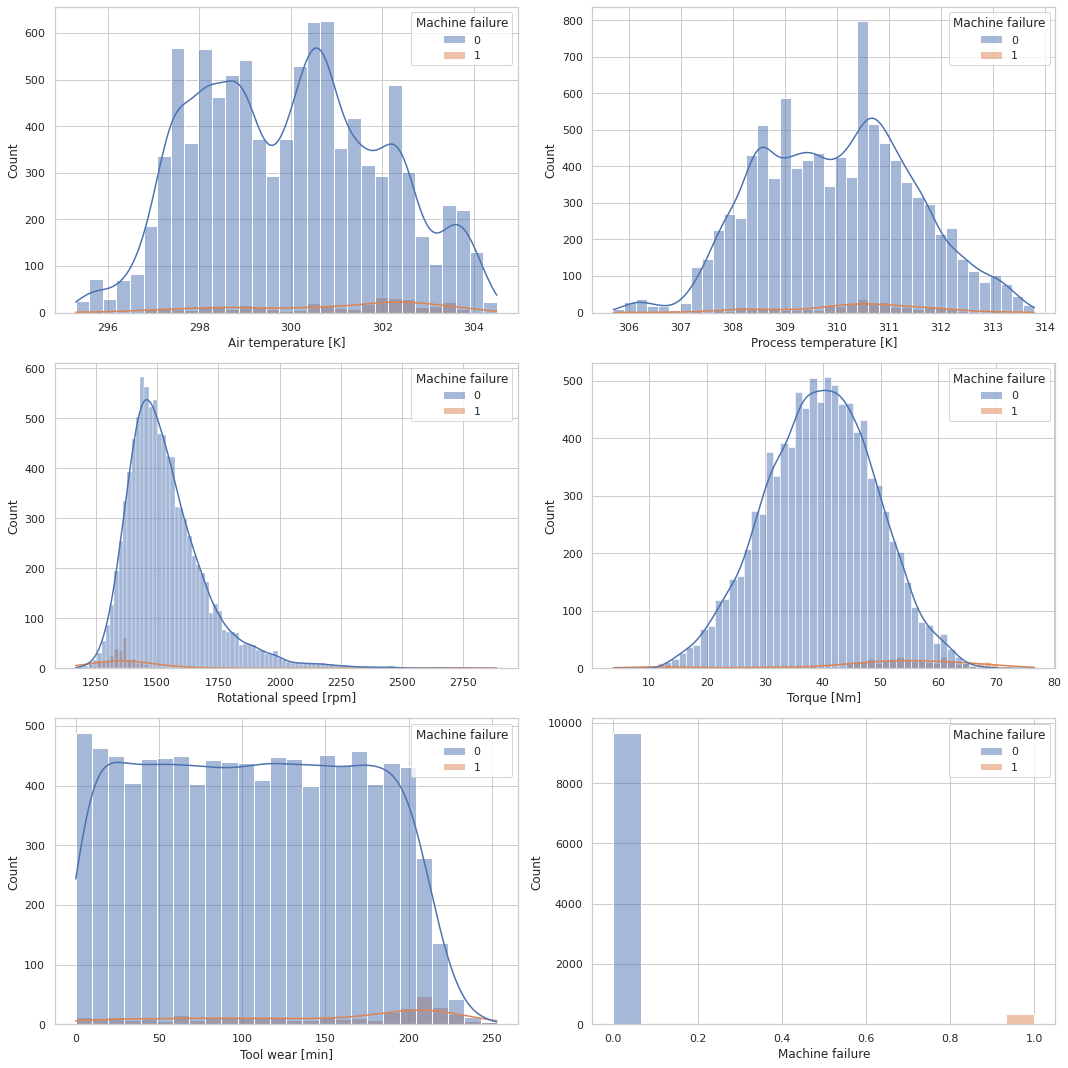 Machine failure
0
1
600
500
400
300
200
100
0
Count
296 298 300 302 304
Air temperature [K]
Machine failure
0
1
800
700
600
500
400
300
200
100
0
Count
306 307 308 309 310 311 312 313 314
Process temperature [K]
Machine failure
0
1
600
500
400
300
200
100
0
Count
1250 1500 1750 2000 2250 2500 2750
Rotational speed [rpm]
Machine failure
0
1
500
400
300
200
100
0
Count
10 20 30 40 50 60 70 80
Torque [Nm]
Machine failure
0
1
500
400
300
200
100
0
Count
0 50 100 150 200 250
Tool wear [min]
Machine failure
0
1
10000
8000
6000
4000
2000
0
Count
0.0 0.2 0.4 0.6 0.8 1.0
Machine failure